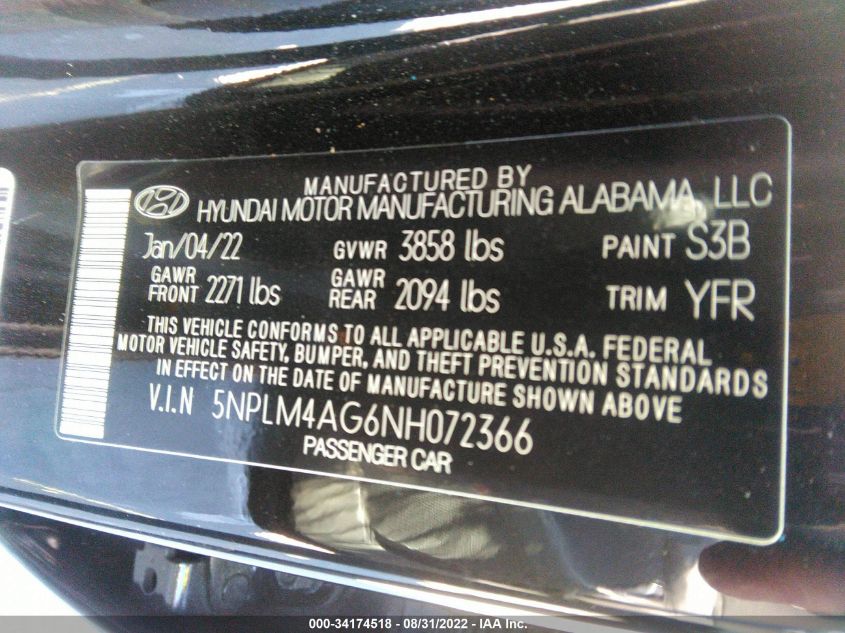 MANUFACTURED BY
HYUNDAI MOTOR MANUFACTURING ALABAMA, LLC
Jan/04/22 GVWR 3858 lbs PAINT S3B
GAWR FRONT 2271 lbs GAWR REAR 2094 lbs TRIM YFR
THIS VEHICLE CONFORMS TO ALL APPLICABLE U.S.A. FEDERAL
MOTOR VEHICLE SAFETY, BUMPER, AND THEFT PREVENTION STANDARDS
IN EFFECT ON THE DATE OF MANUFACTURE SHOWN ABOVE
V.I.N 5NPLM4AG6NH072366
PASSENGER CAR
000-34174518 - 08/31/2022 - IAA Inc.